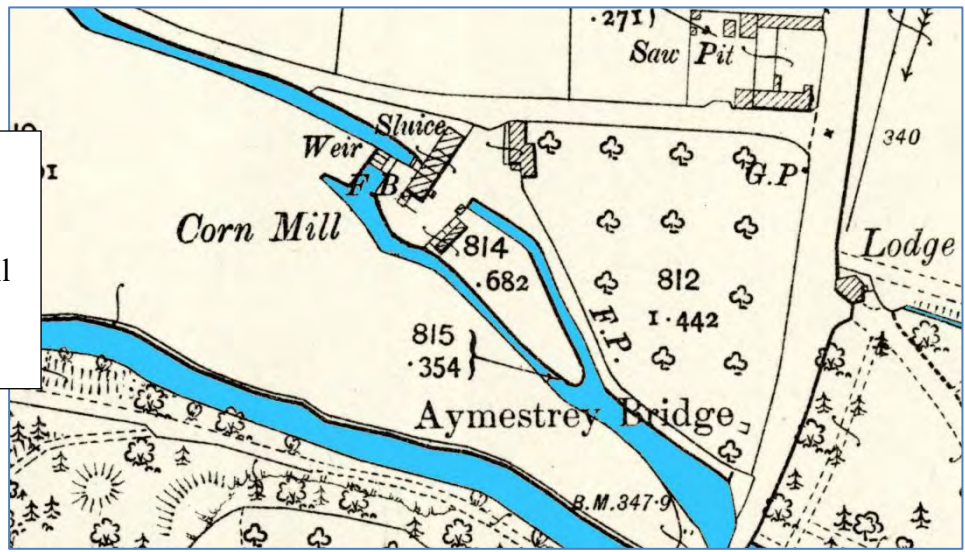 .271
Saw Pit
Sluice
Weir
F.B.
340
G.P.
Corn Mill
Lodge
814
.682
812
1.442
F.P.
815
.354
Aymestrey Bridge
B.M.347.9